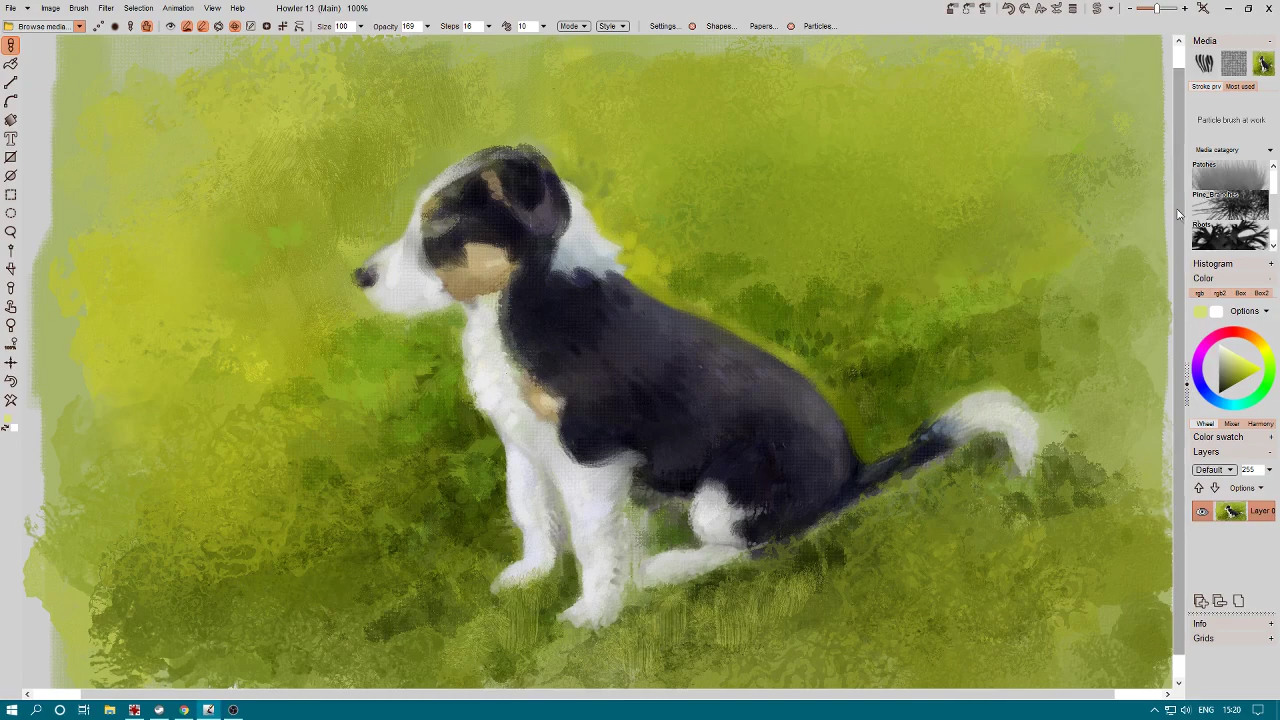 File Image Brush Filter Selection Animation View Help Howler 13 (Main) 100%
Browse media... Size 100 Opacity 169 Steps 16 10 Mode Style Settings... Shapes... Papers... Particles...
Media -
Stroke prv Most used
Particle brush at work
Media catagory
Patches
Pine_Branches
Roots
Histogram +
Color -
rgb rgb2 Box Box2
Options
Wheel Mixer Harmony
Color swatch +
Layers -
Default 255
Options
Layer 0
Info +
Grids +
ENG 15:20